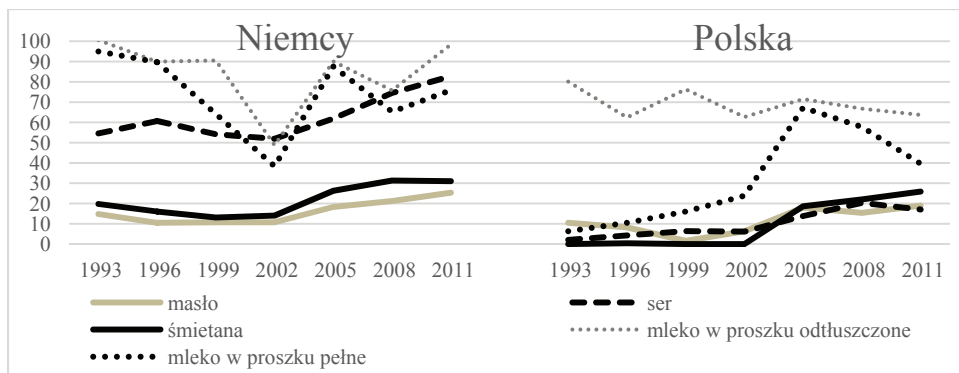 Niemcy Polska
100
90
80
70
60
50
40
30
20
10
0
1993 1996 1999 2002 2005 2008 2011 1993 1996 1999 2002 2005 2008 2011
masło ser
śmietana mleko w proszku odtłuszczone
mleko w proszku pełne